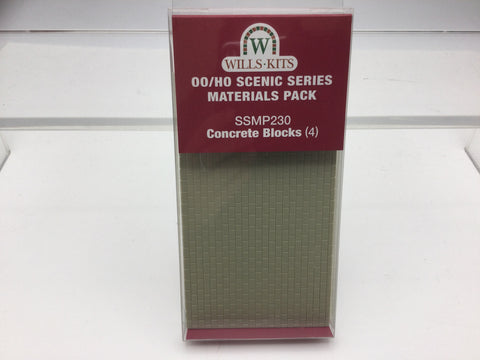 W
WILLS·KITS
OO/HO SCENIC SERIES
MATERIALS PACK
SSMP230
Concrete Blocks (4)